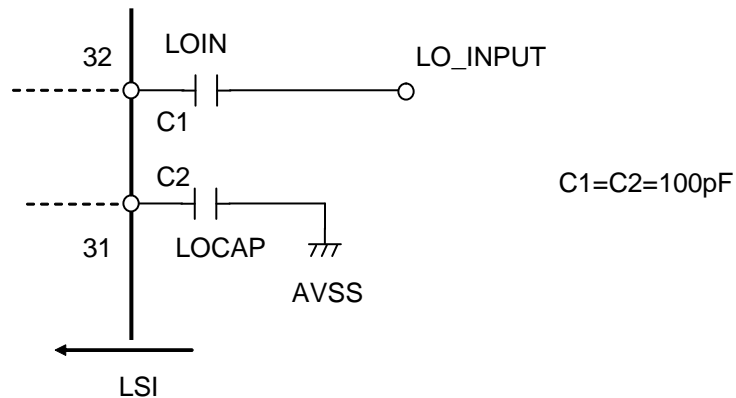 LOIN
32
LO_INPUT
C1
C2
C1=C2=100pF
31
LOCAP
AVSS
LSI